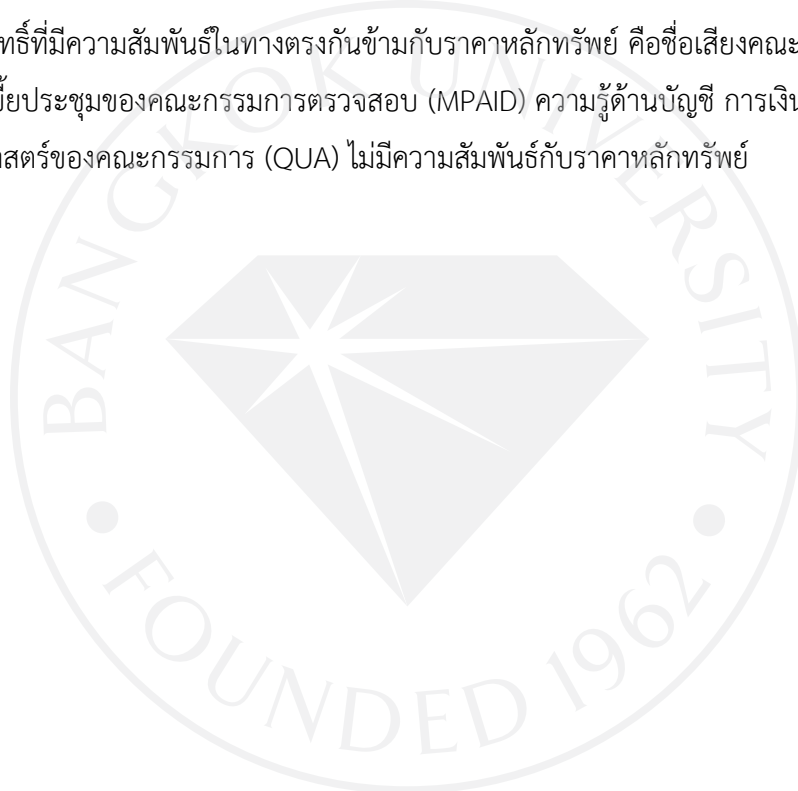 ทธิ์ที่มีความสัมพันธ์ในทางตรงกันข้ามกับราคาหลักทรัพย์ คือชื่อเสียงคณะ
ประชุมของคณะกรรมการตรวจสอบ (MPAID) ความรู้ด้านบัญชี การเงิน
ของคณะกรรมการ (QUA) ไม่มีความสัมพันธ์กับราคาหลักทรัพย์
BANGKOK UNIVERSITY
FOUNDED 1962